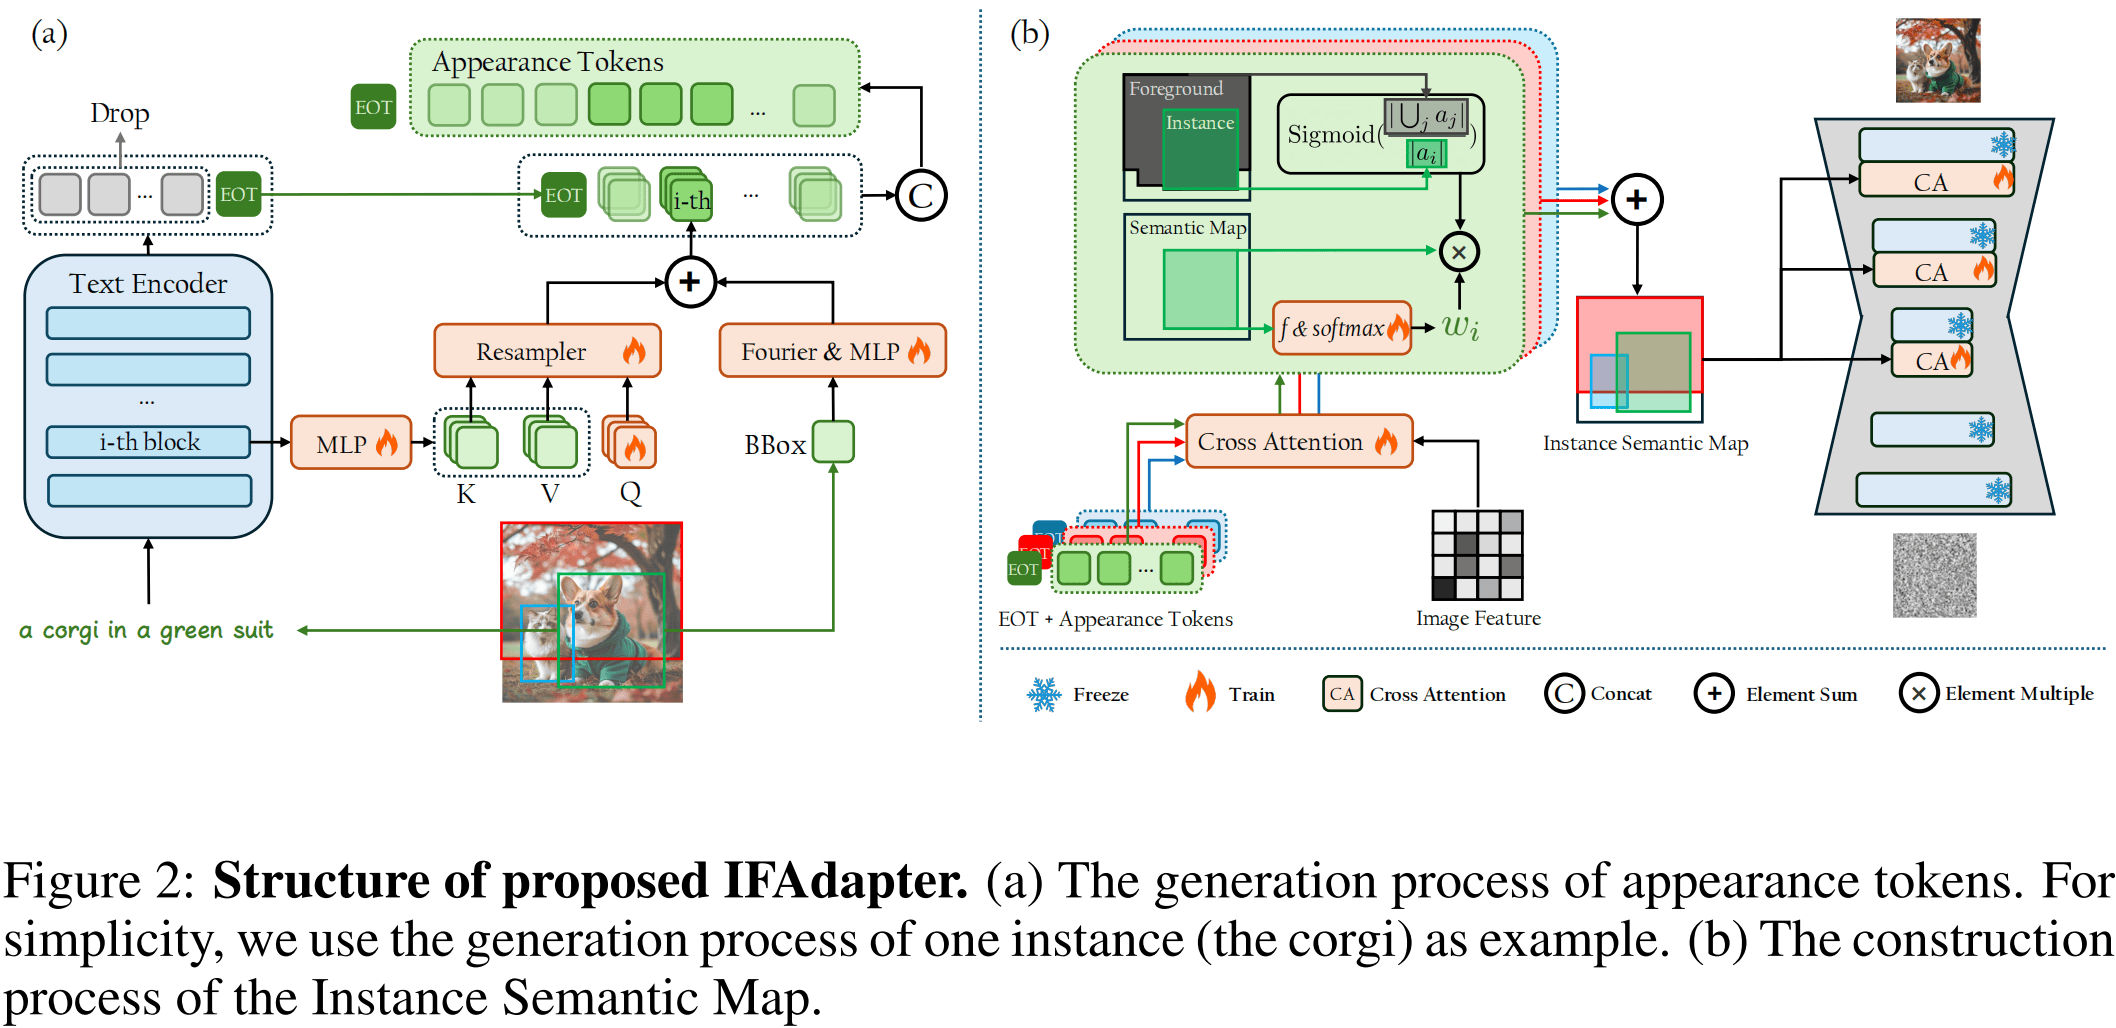 (a)
Appearance Tokens
EOT
...
Drop
... EOT
EOT i-th ...
C
Text Encoder
+
...
Resampler
Fourier & MLP
i-th block
MLP
BBox
K V Q
a corgi in a green suit
(b)
Foreground
Instance
Sigmoid(|⋃_j a_j| / |a_i|)
Semantic Map
×
f & softmax
w_i
+
CA
CA
CA
Cross Attention
Instance Semantic Map
EOT
EOT
EOT ...
EOT + Appearance Tokens
Image Feature
Freeze
Train
CA Cross Attention
C Concat
+ Element Sum
× Element Multiple
Figure 2: Structure of proposed IFAdapter. (a) The generation process of appearance tokens. For
simplicity, we use the generation process of one instance (the corgi) as example. (b) The construction
process of the Instance Semantic Map.